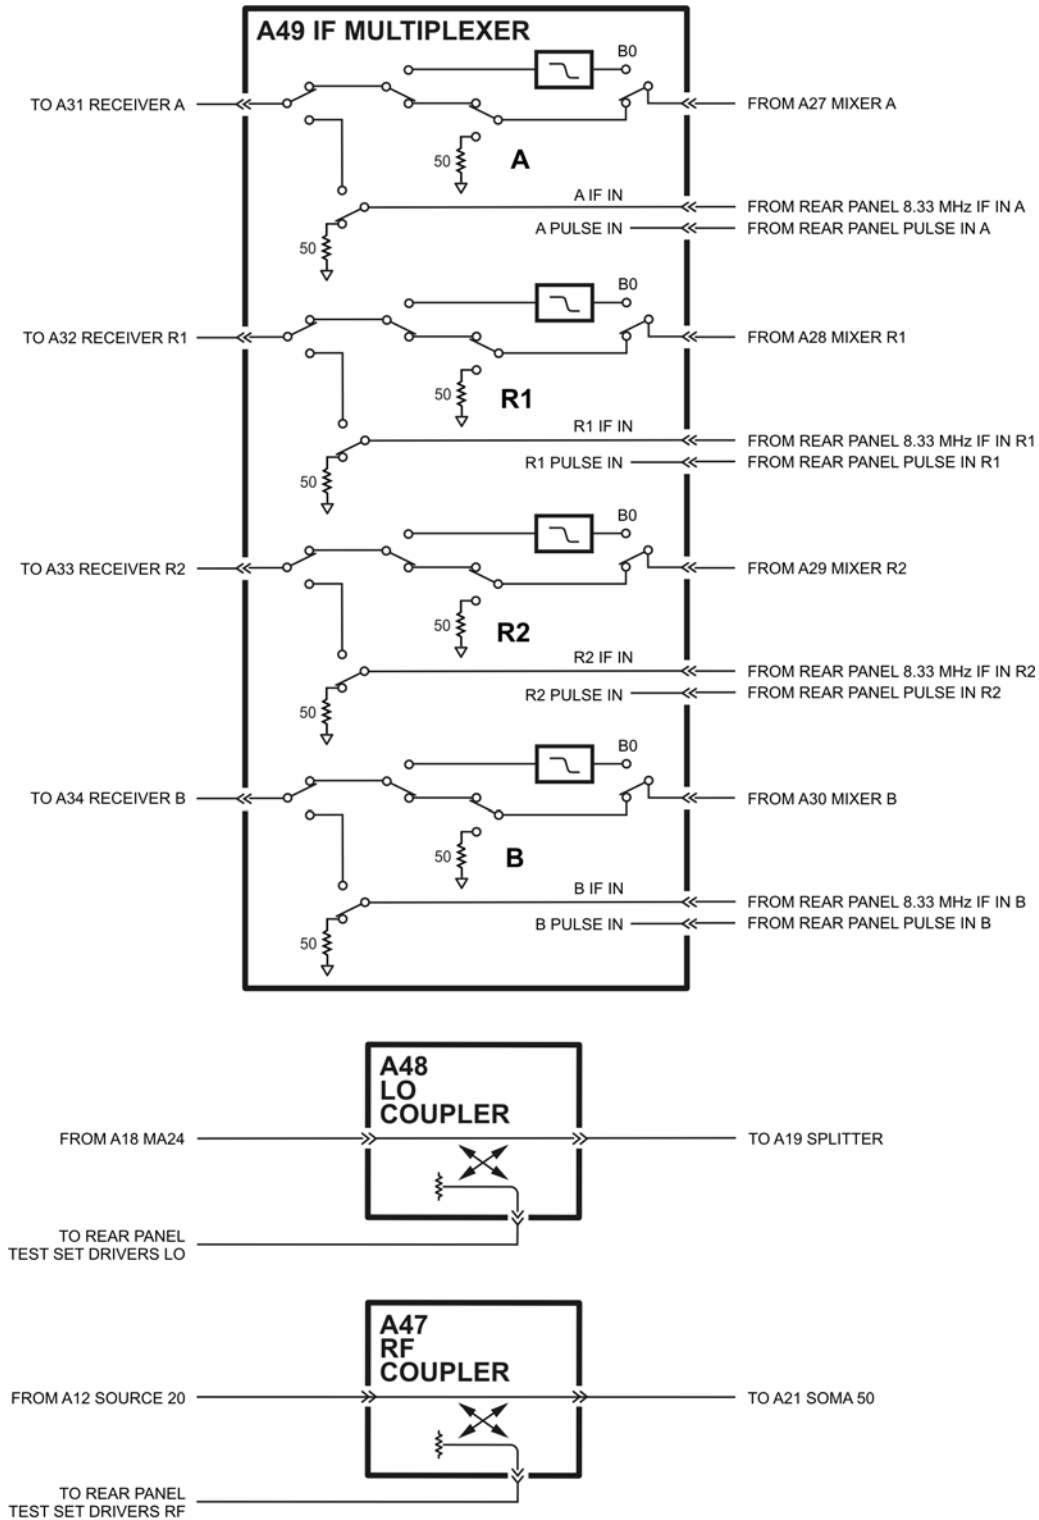 A49 IF MULTIPLEXER
B0
TO A31 RECEIVER A
FROM A27 MIXER A
50
A
A IF IN
FROM REAR PANEL 8.33 MHz IF IN A
A PULSE IN
FROM REAR PANEL PULSE IN A
50
B0
TO A32 RECEIVER R1
FROM A28 MIXER R1
50
R1
R1 IF IN
FROM REAR PANEL 8.33 MHz IF IN R1
R1 PULSE IN
FROM REAR PANEL PULSE IN R1
50
B0
TO A33 RECEIVER R2
FROM A29 MIXER R2
50
R2
R2 IF IN
FROM REAR PANEL 8.33 MHz IF IN R2
R2 PULSE IN
FROM REAR PANEL PULSE IN R2
50
B0
TO A34 RECEIVER B
FROM A30 MIXER B
50
B
B IF IN
FROM REAR PANEL 8.33 MHz IF IN B
B PULSE IN
FROM REAR PANEL PULSE IN B
50
A48
LO
COUPLER
FROM A18 MA24
TO A19 SPLITTER
TO REAR PANEL
TEST SET DRIVERS LO
A47
RF
COUPLER
FROM A12 SOURCE 20
TO A21 SOMA 50
TO REAR PANEL
TEST SET DRIVERS RF